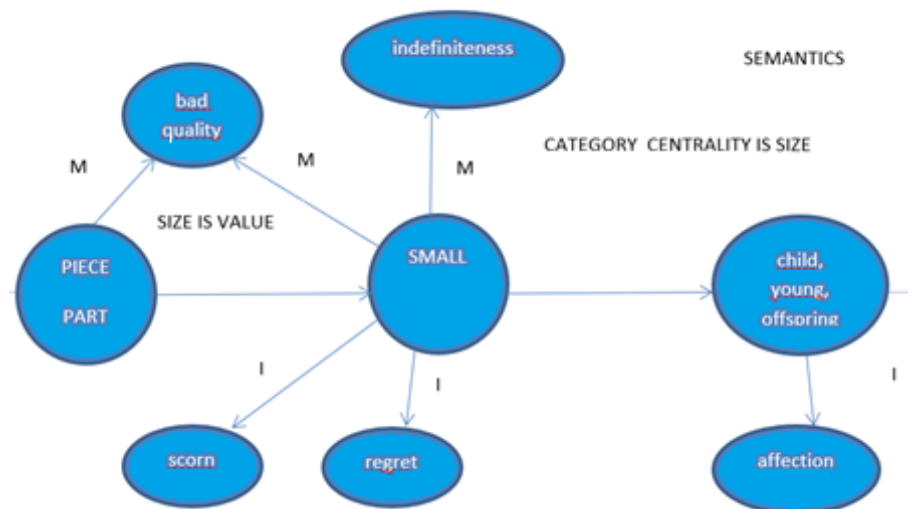 indefiniteness
SEMANTICS
bad
quality
CATEGORY CENTRALITY IS SIZE
M
M
M
SIZE IS VALUE
PIECE
PART
SMALL
child,
young,
offspring
I
I
I
scorn
regret
affection